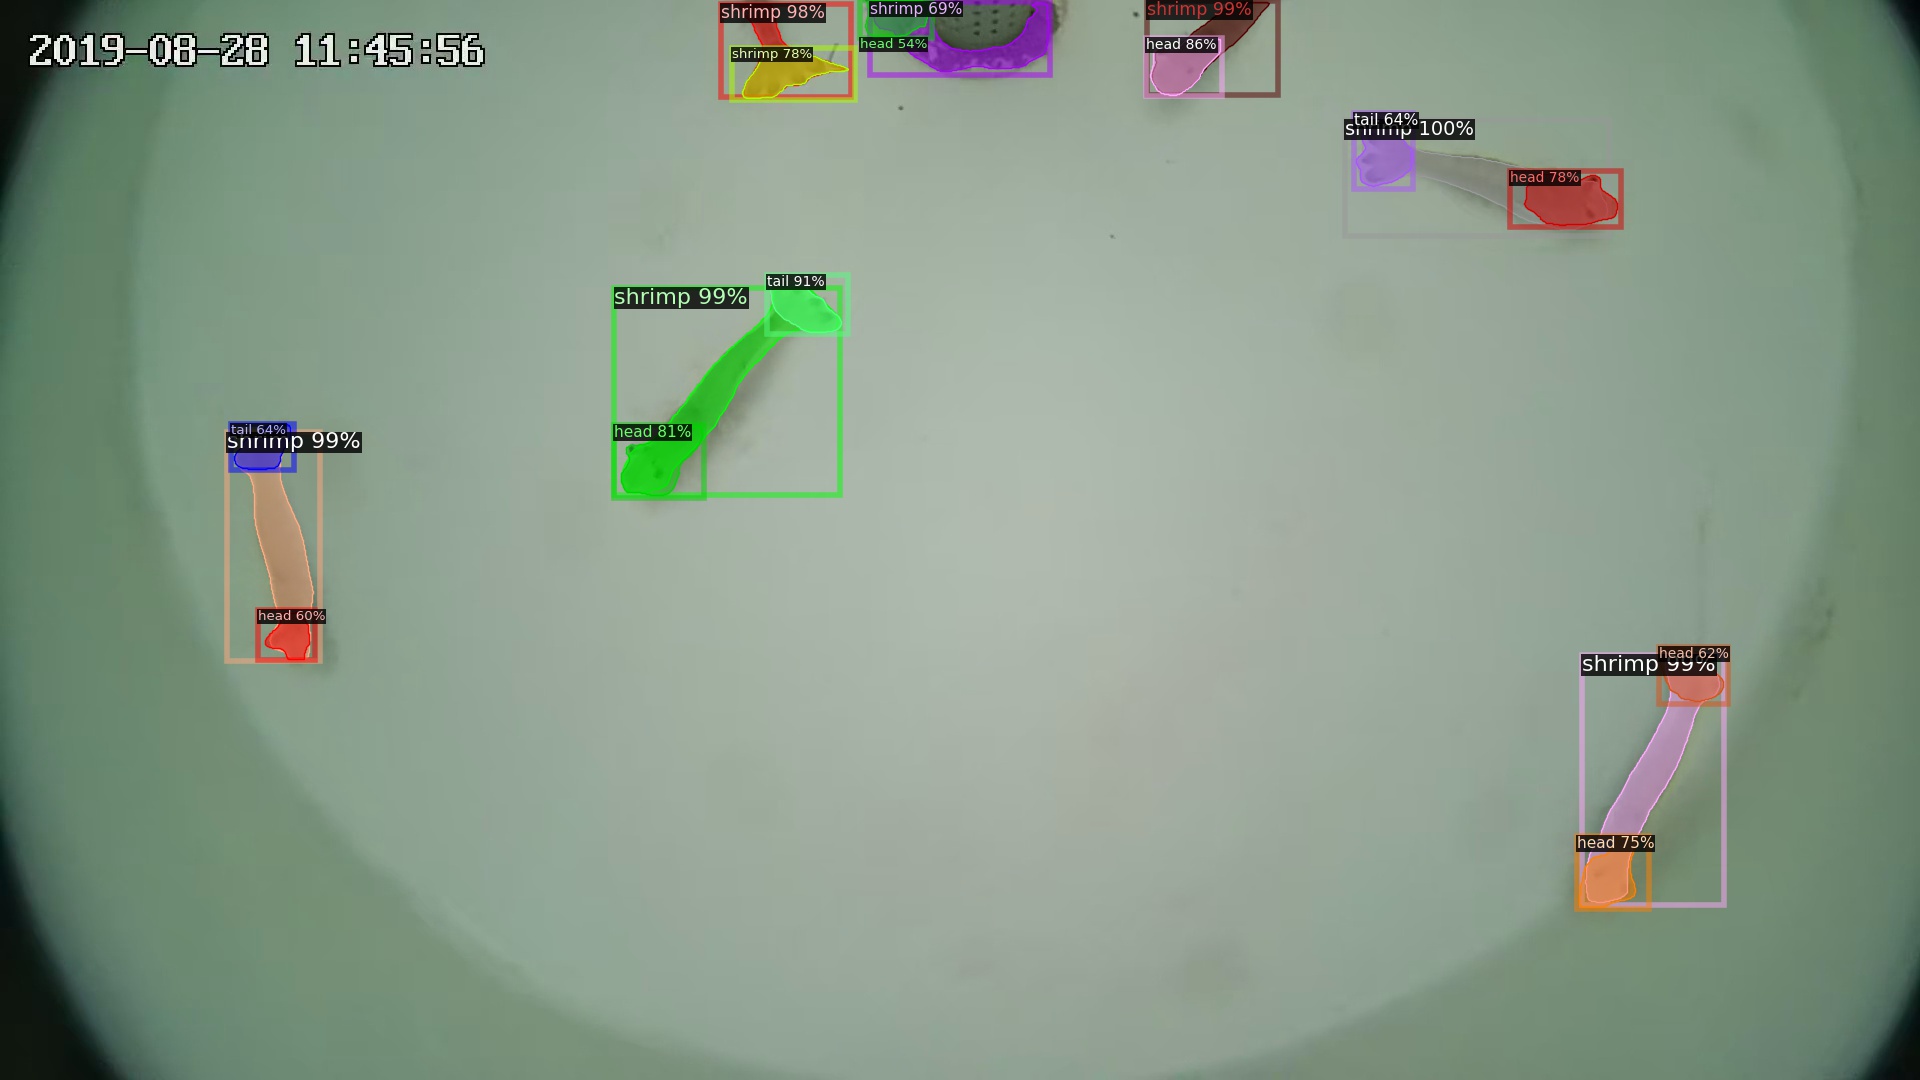 2019-08-28 11:45:56
shrimp 98%
shrimp 78%
shrimp 69%
head 54%
shrimp 99%
head 86%
tail 64%
shrimp 100%
head 78%
tail 91%
shrimp 99%
head 81%
tail 64%
shrimp 99%
head 60%
head 62%
shrimp 99%
head 75%